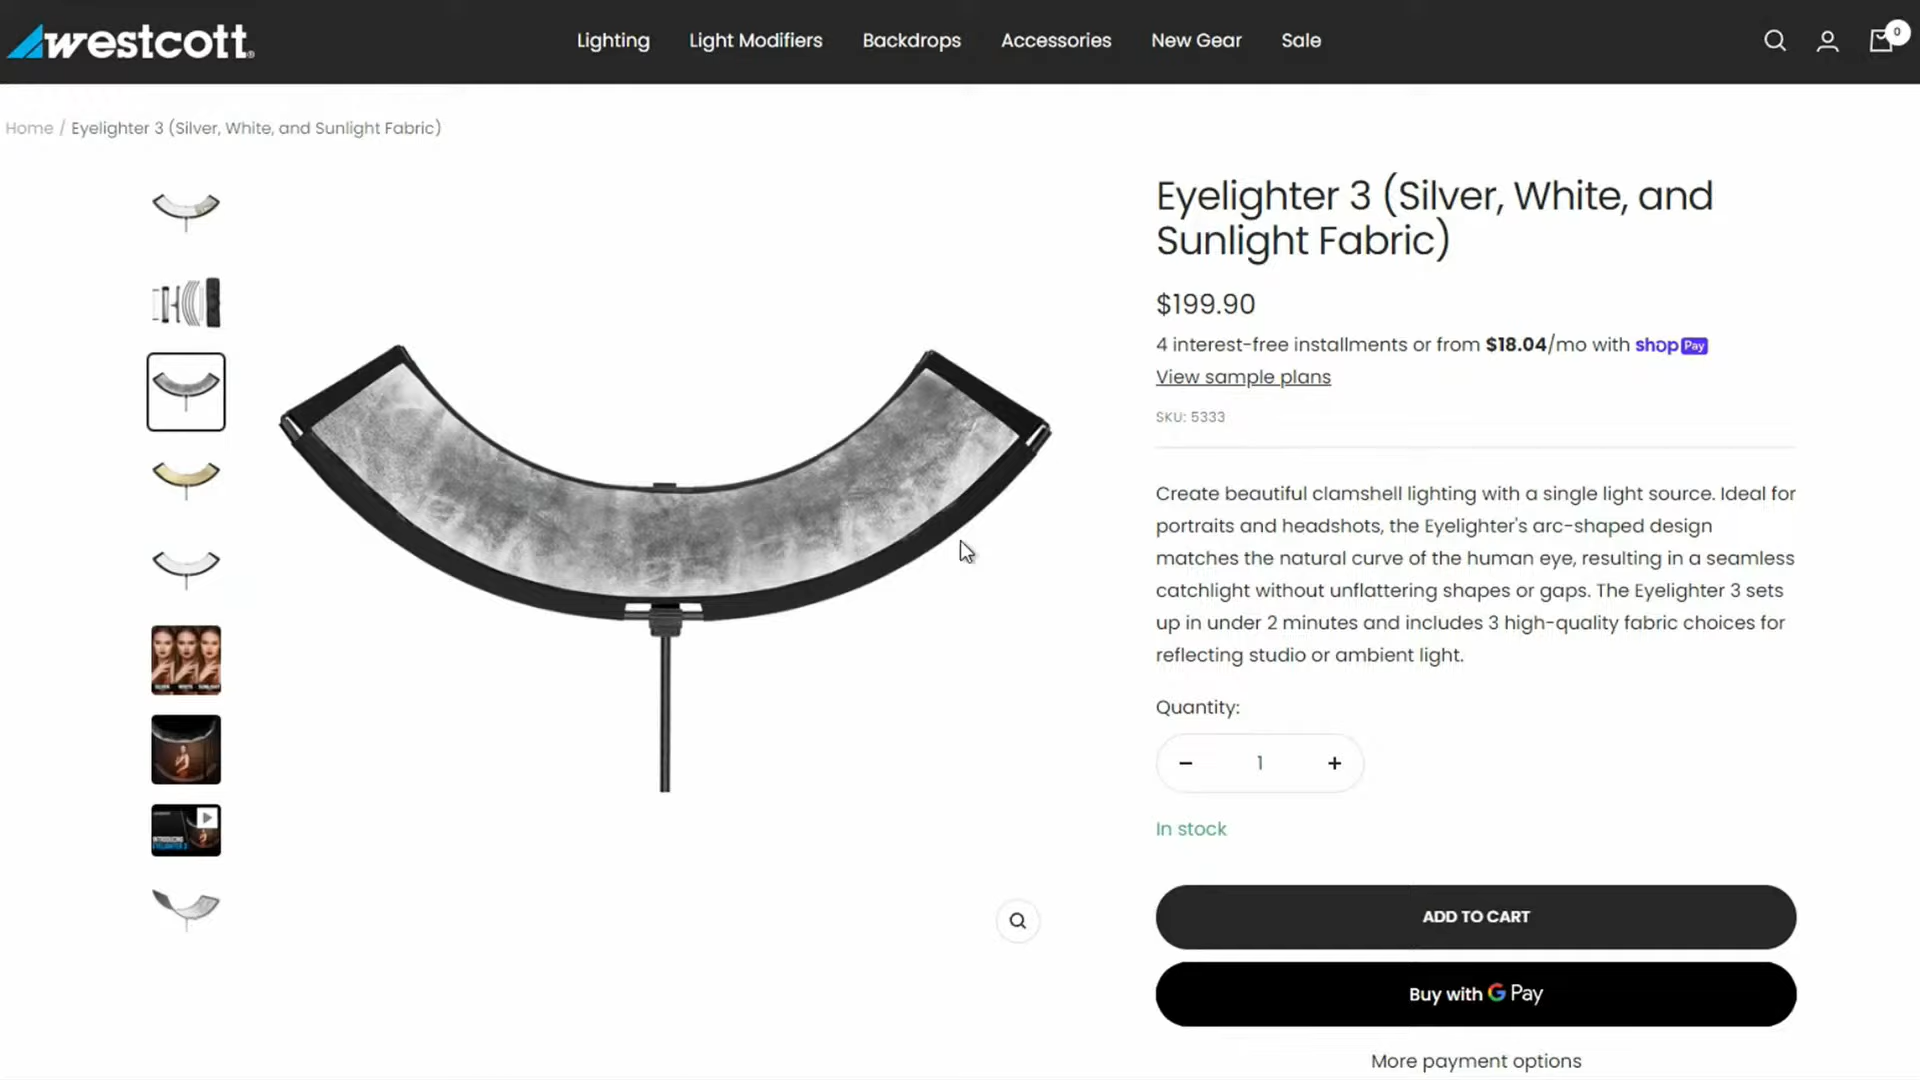 westcott®
Lighting
Light Modifiers
Backdrops
Accessories
New Gear
Sale
0
Home / Eyelighter 3 (Silver, White, and Sunlight Fabric)
Eyelighter 3 (Silver, White, and
Sunlight Fabric)
$199.90
4 interest-free installments or from $18.04/mo with shop Pay
View sample plans
SKU: 5333
Create beautiful clamshell lighting with a single light source. Ideal for
portraits and headshots, the Eyelighter's arc-shaped design
matches the natural curve of the human eye, resulting in a seamless
catchlight without unflattering shapes or gaps. The Eyelighter 3 sets
up in under 2 minutes and includes 3 high-quality fabric choices for
reflecting studio or ambient light.
Quantity:
− 1 +
In stock
ADD TO CART
Buy with G Pay
More payment options
SILVER WHITE SUNLIGHT
INTRODUCING
EYELIGHTER 3